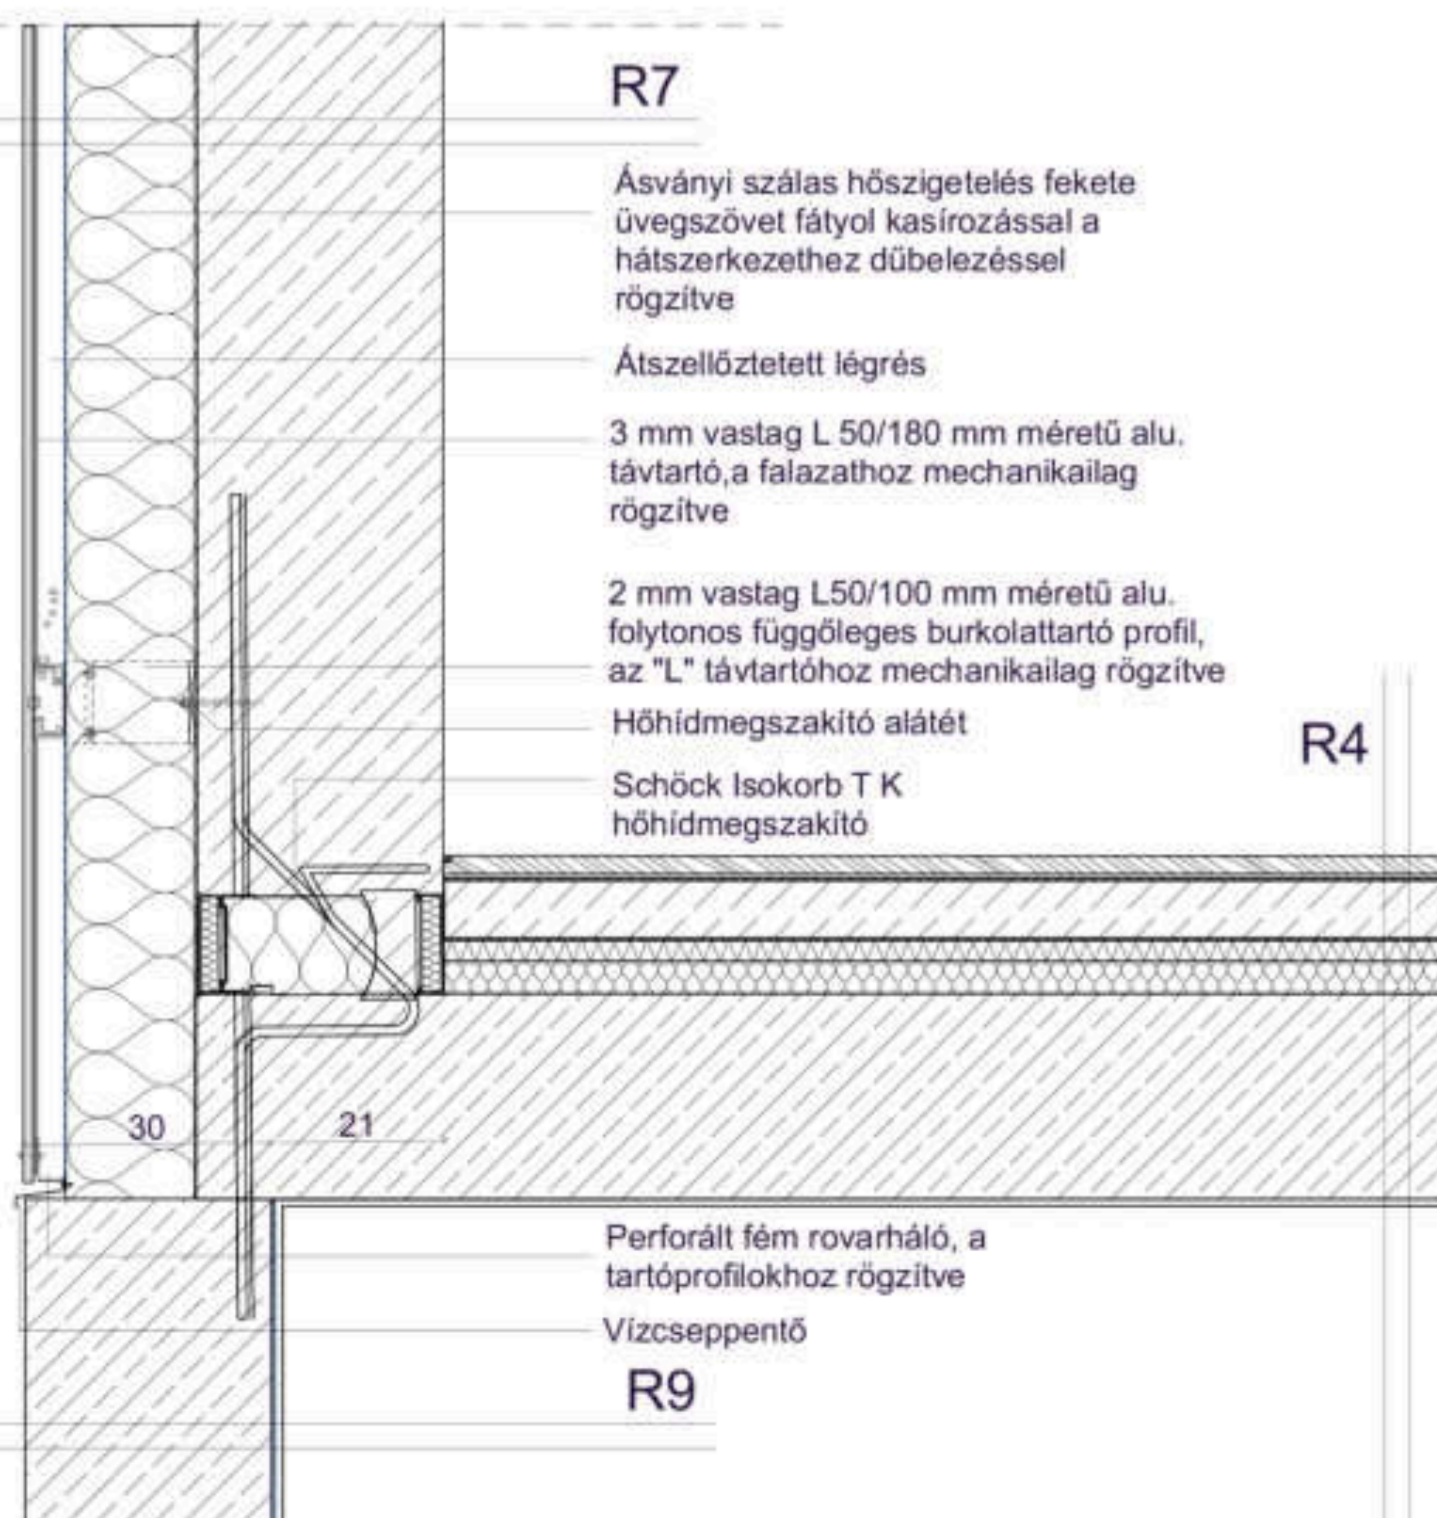 R7
Ásványi szálas hőszigetelés fekete
üvegszövet fátyol kasírozással a
hátszerkezethez dűbelezéssel
rögzítve
Átszellőztetett légrés
3 mm vastag L 50/180 mm méretű alu.
távtartó,a falazathoz mechanikailag
rögzítve
2 mm vastag L50/100 mm méretű alu.
folytonos függőleges burkolattartó profil,
az "L" távtartóhoz mechanikailag rögzítve
Hőhídmegszakító alátét
R4
Schöck Isokorb T K
hőhídmegszakító
30
21
Perforált fém rovarháló, a
tartóprofilokhoz rögzítve
Vízcseppentő
R9